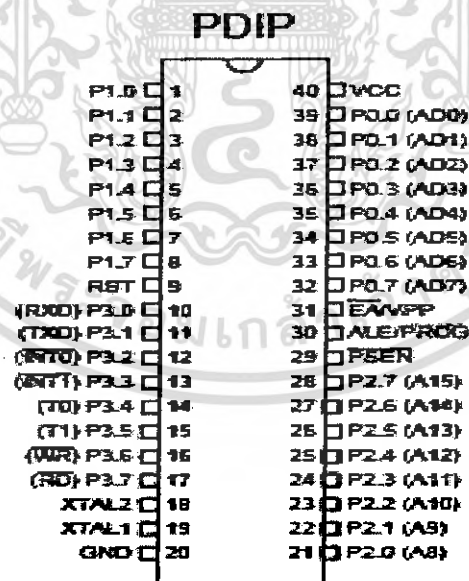 PDIP
P1.0 1 40 VCC
P1.1 2 39 P0.0 (AD0)
P1.2 3 38 P0.1 (AD1)
P1.3 4 37 P0.2 (AD2)
P1.4 5 36 P0.3 (AD3)
P1.5 6 35 P0.4 (AD4)
P1.6 7 34 P0.5 (AD5)
P1.7 8 33 P0.6 (AD6)
RST 9 32 P0.7 (AD7)
(RXD) P3.0 10 31 EA/VPP
(TXD) P3.1 11 30 ALE/PROG
(INT0) P3.2 12 29 PSEN
(INT1) P3.3 13 28 P2.7 (A15)
(T0) P3.4 14 27 P2.6 (A14)
(T1) P3.5 15 26 P2.5 (A13)
(WR) P3.6 16 25 P2.4 (A12)
(RD) P3.7 17 24 P2.3 (A11)
XTAL2 18 23 P2.2 (A10)
XTAL1 19 22 P2.1 (A9)
GND 20 21 P2.0 (A8)